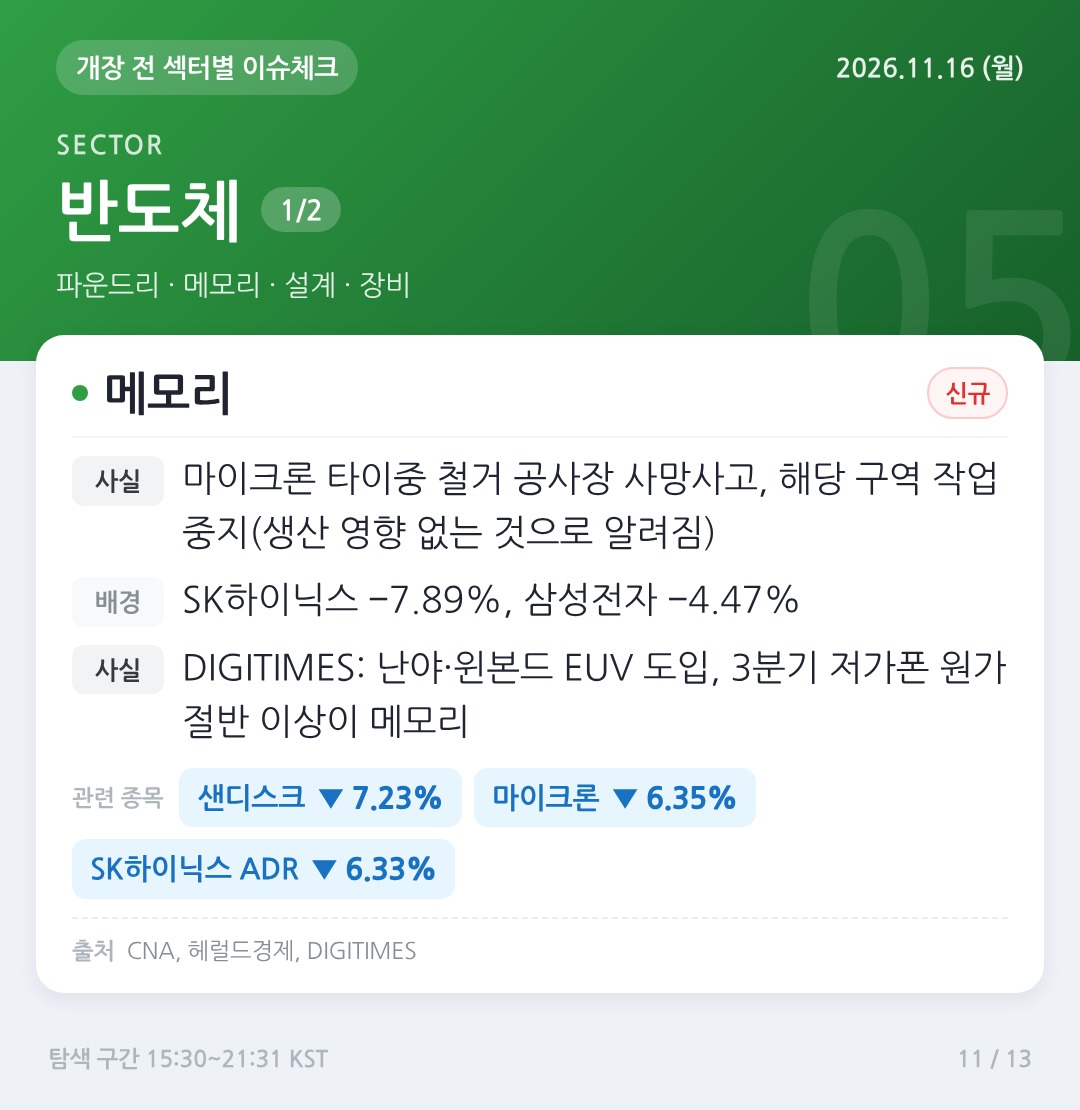 개장 전 섹터별 이슈체크
2026.11.16 (월)
SECTOR
반도체 1/2
파운드리 · 메모리 · 설계 · 장비
05
메모리
신규
사실 마이크론 타이중 철거 공사장 사망사고, 해당 구역 작업
중지(생산 영향 없는 것으로 알려짐)
배경 SK하이닉스 −7.89%, 삼성전자 −4.47%
사실 DIGITIMES: 난야·윈본드 EUV 도입, 3분기 저가폰 원가
절반 이상이 메모리
관련 종목 샌디스크 ▼ 7.23% 마이크론 ▼ 6.35%
SK하이닉스 ADR ▼ 6.33%
출처 CNA, 헤럴드경제, DIGITIMES
탐색 구간 15:30~21:31 KST
11 / 13